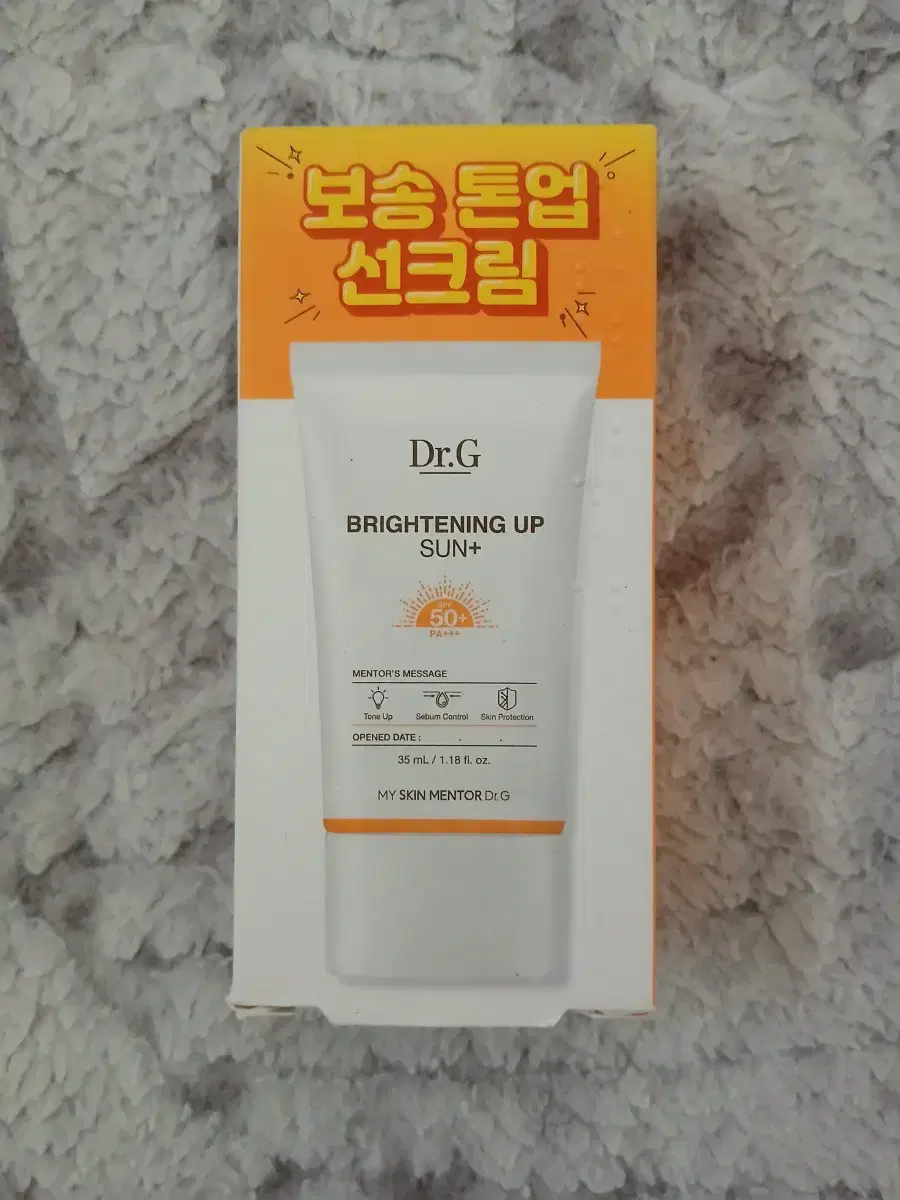 보송 톤업
선크림
Dr.G
BRIGHTENING UP
SUN+
SPF
50+
PA+++
MENTOR'S MESSAGE
Tone Up Sebum Control Skin Protection
OPENED DATE : . .
35 mL / 1.18 fl. oz.
MY SKIN MENTOR Dr.G